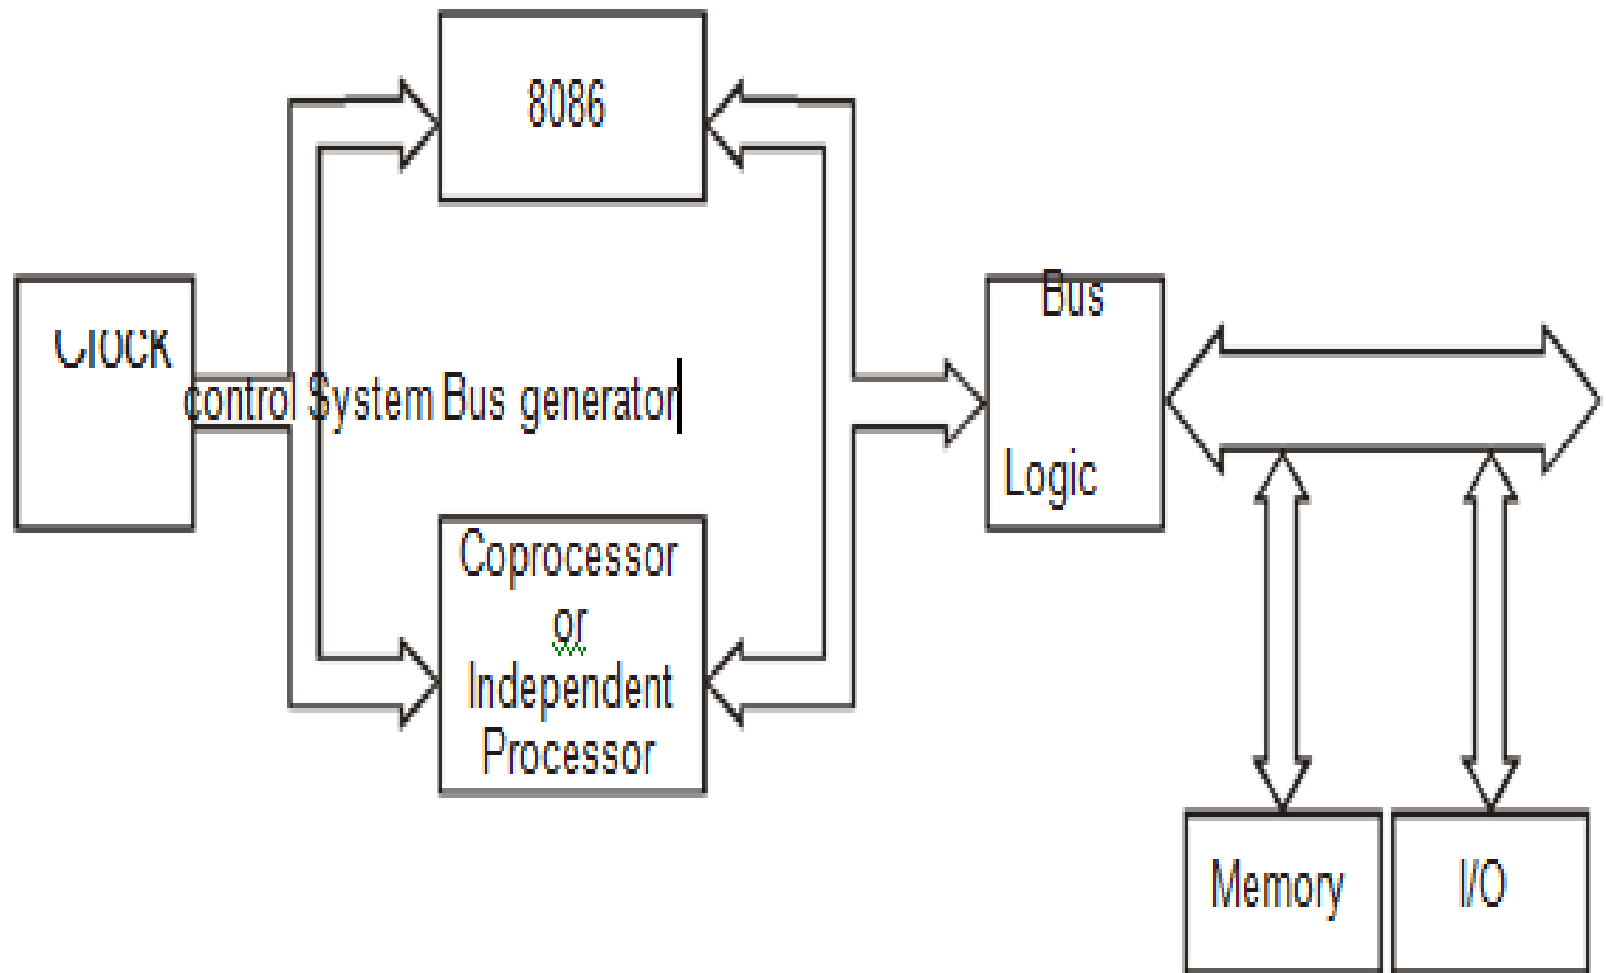 8086
Bus
Clock
control System Bus generator
Logic
Coprocessor
or
Independent
Processor
Memory
I/O